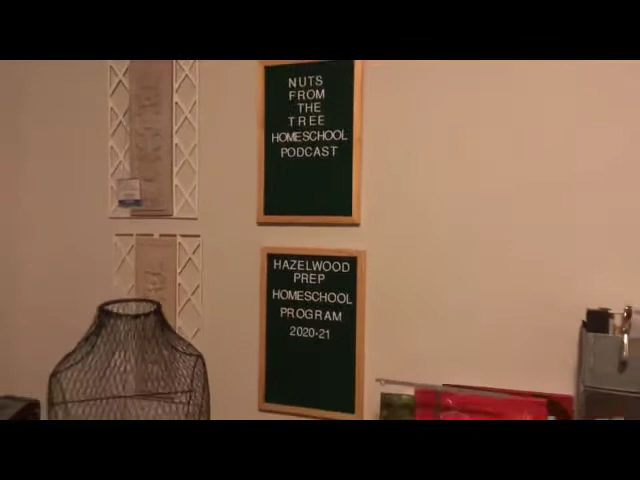 NUTS
FROM
THE
TREE
HOMESCHOOL
PODCAST
HAZELWOOD
PREP
HOMESCHOOL
PROGRAM
2020-21